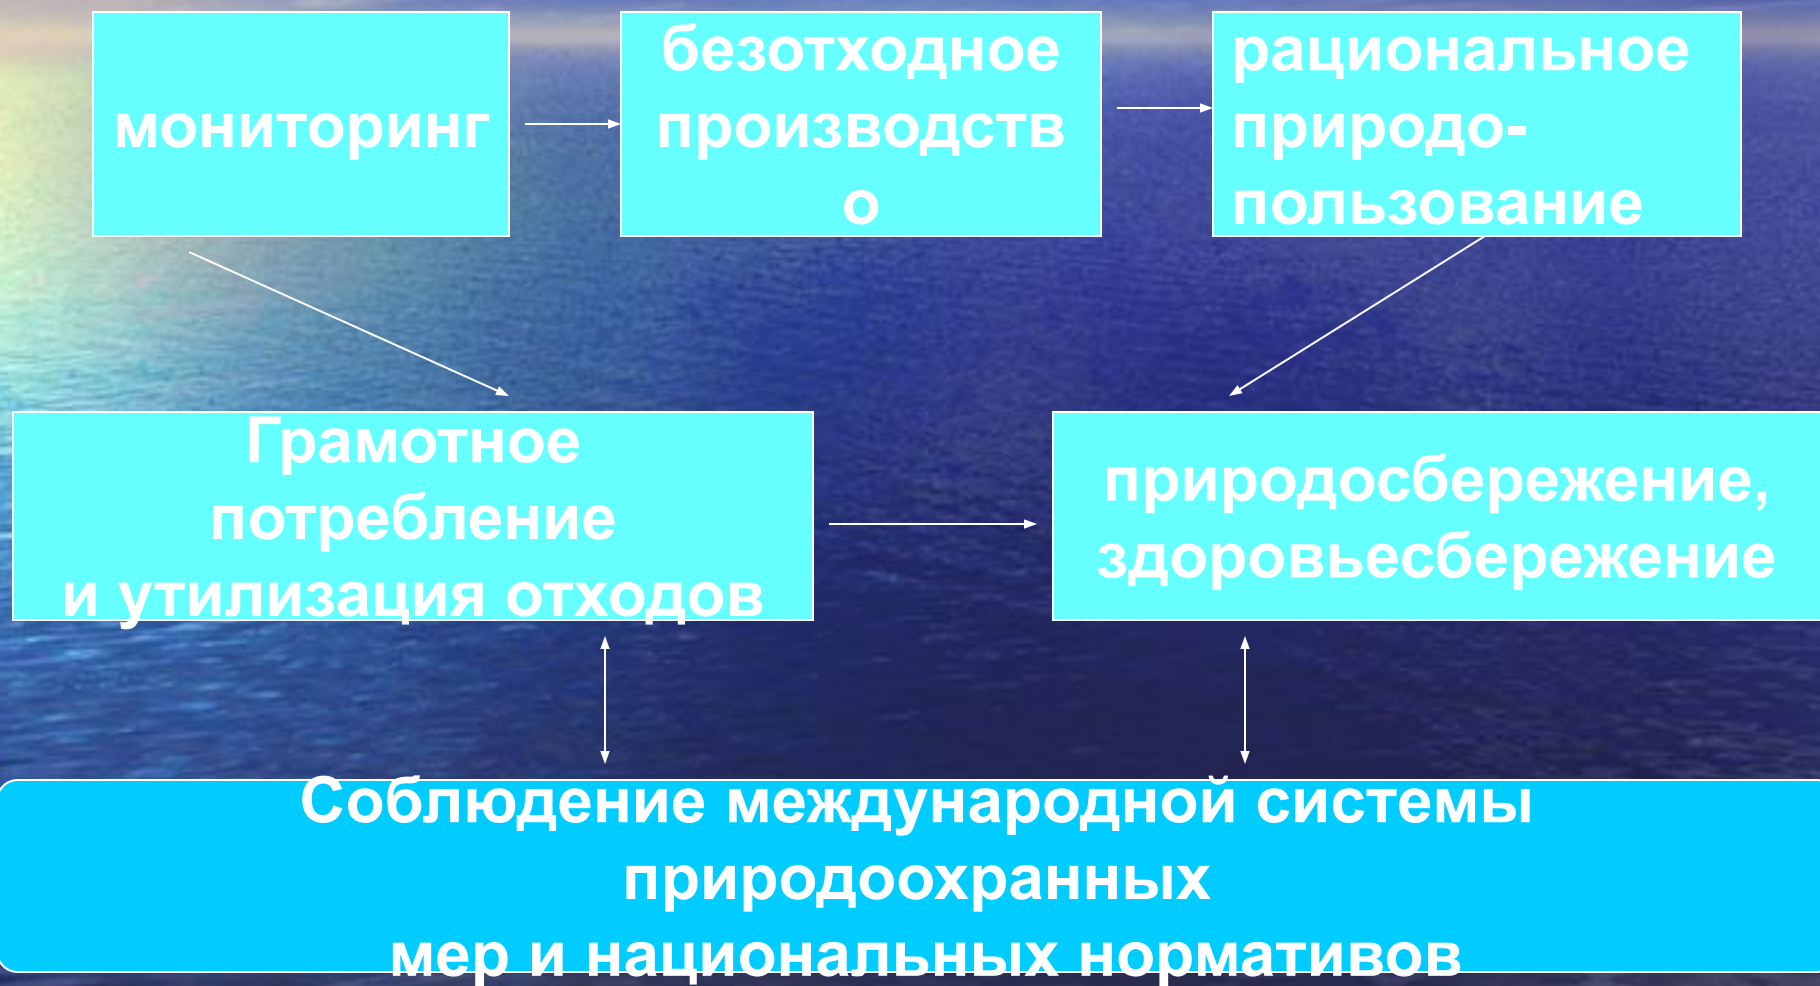 мониторинг
безотходное
производств
о
рациональное
природо-
пользование
Грамотное
потребление
и утилизация отходов
природосбережение,
здоровьесбережение
Соблюдение международной системы
природоохранных
мер и национальных нормативов